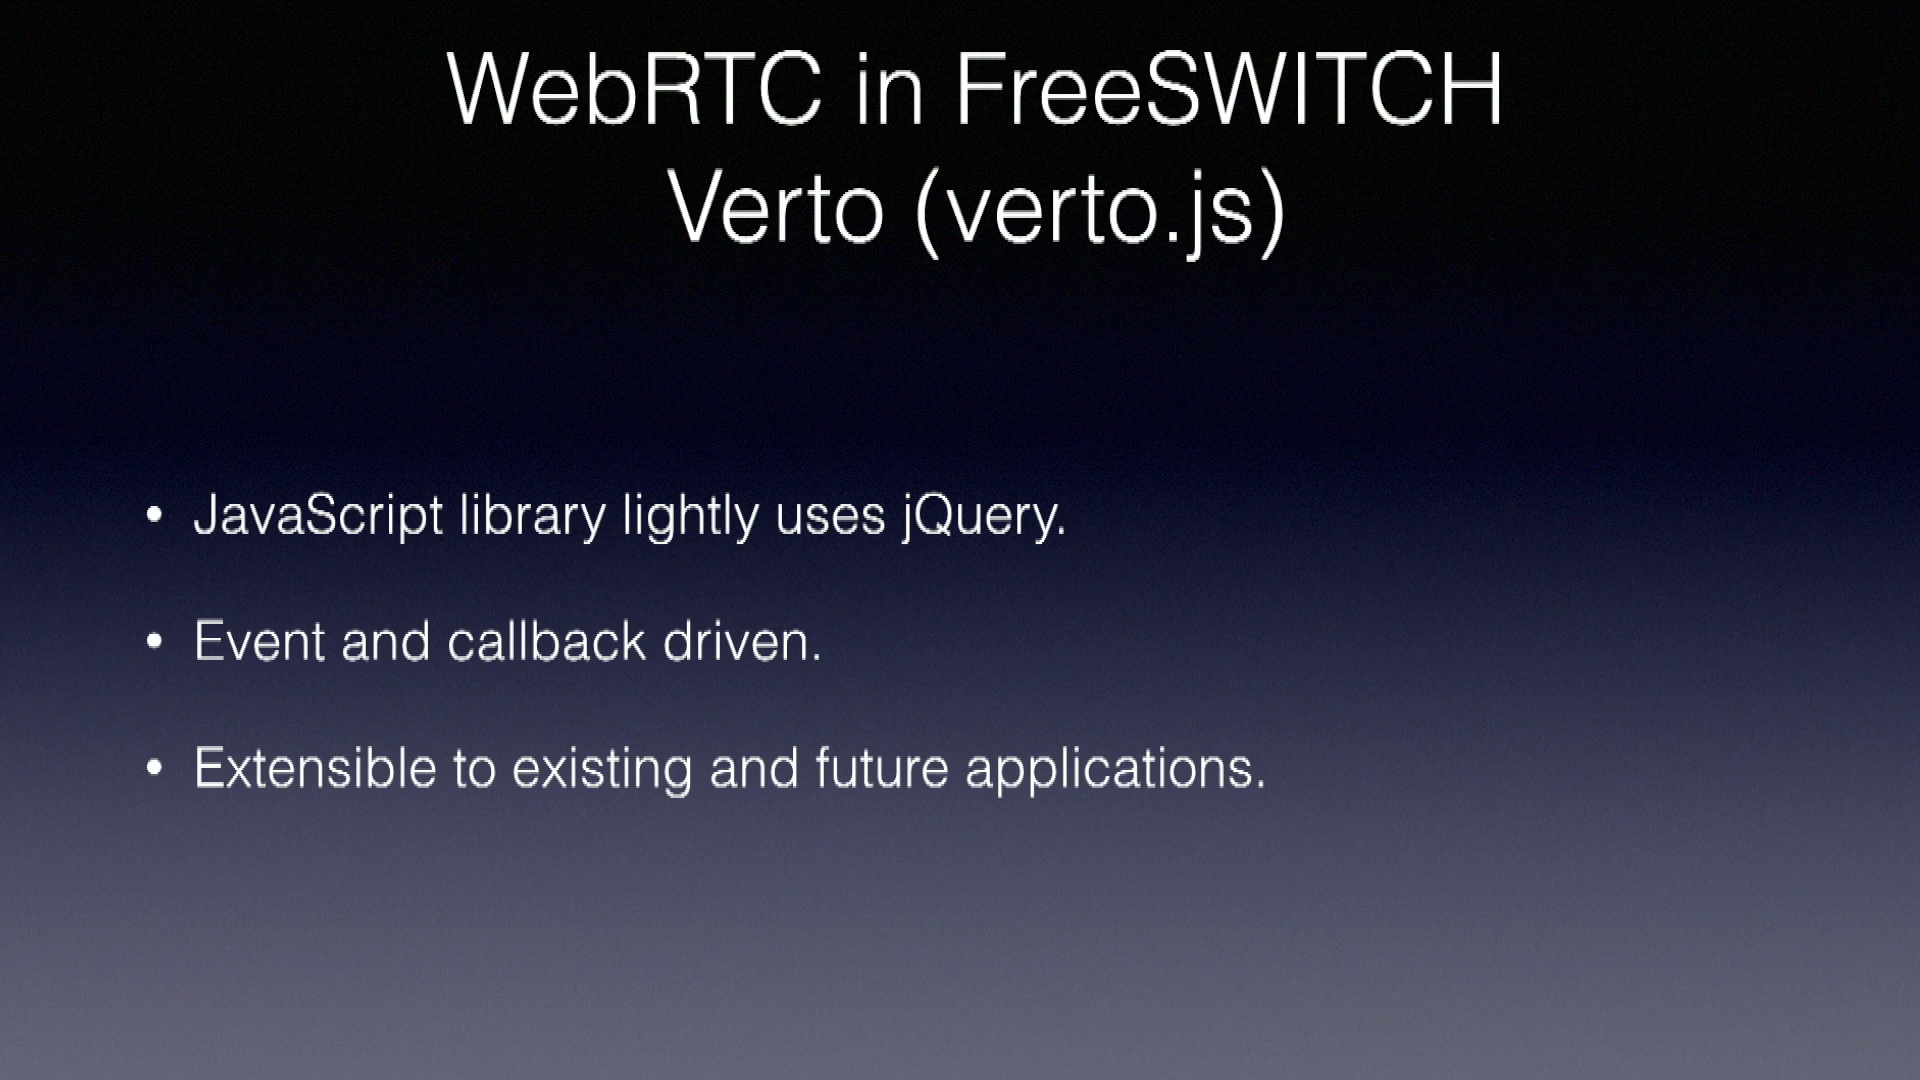 WebRTC in FreeSWITCH
Verto (verto.js)
• JavaScript library lightly uses jQuery.
• Event and callback driven.
• Extensible to existing and future applications.